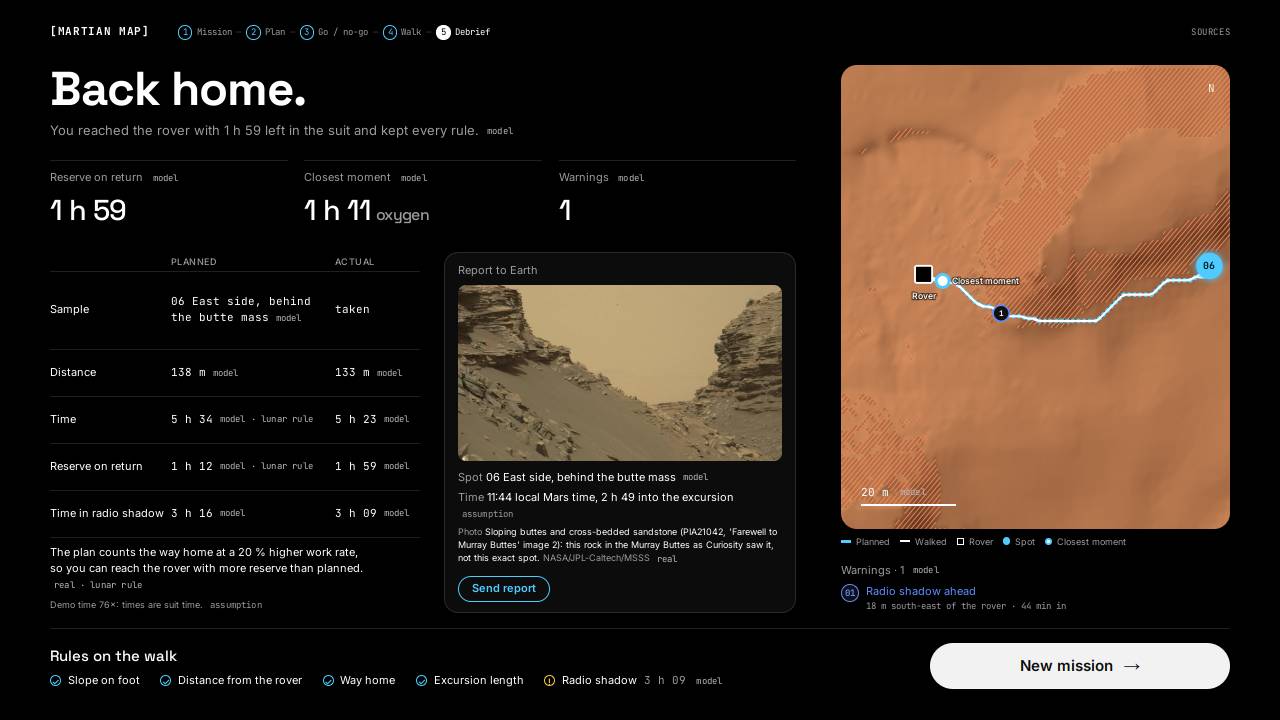 [MARTIAN MAP]
1 Mission – 2 Plan – 3 Go / no-go – 4 Walk – 5 Debrief
SOURCES
Back home.
You reached the rover with 1 h 59 left in the suit and kept every rule. model
Reserve on return model
1 h 59
Closest moment model
1 h 11 oxygen
Warnings model
1
PLANNED ACTUAL
Sample 06 East side, behind the butte mass model taken
Distance 138 m model 133 m model
Time 5 h 34 model · lunar rule 5 h 23 model
Reserve on return 1 h 12 model · lunar rule 1 h 59 model
Time in radio shadow 3 h 16 model 3 h 09 model
The plan counts the way home at a 20 % higher work rate,
so you can reach the rover with more reserve than planned.
real · lunar rule
Demo time 76×: times are suit time. assumption
Report to Earth
Spot 06 East side, behind the butte mass model
Time 11:44 local Mars time, 2 h 49 into the excursion
assumption
Photo Sloping buttes and cross-bedded sandstone (PIA21042, 'Farewell to
Murray Buttes' image 2): this rock in the Murray Buttes as Curiosity saw it,
not this exact spot. NASA/JPL-Caltech/MSSS real
Send report
N
06
Closest moment
Rover
1
20 m model
Planned Walked Rover Spot Closest moment
Warnings · 1 model
01 Radio shadow ahead
18 m south-east of the rover · 44 min in
Rules on the walk
Slope on foot Distance from the rover Way home Excursion length Radio shadow 3 h 09 model
New mission →